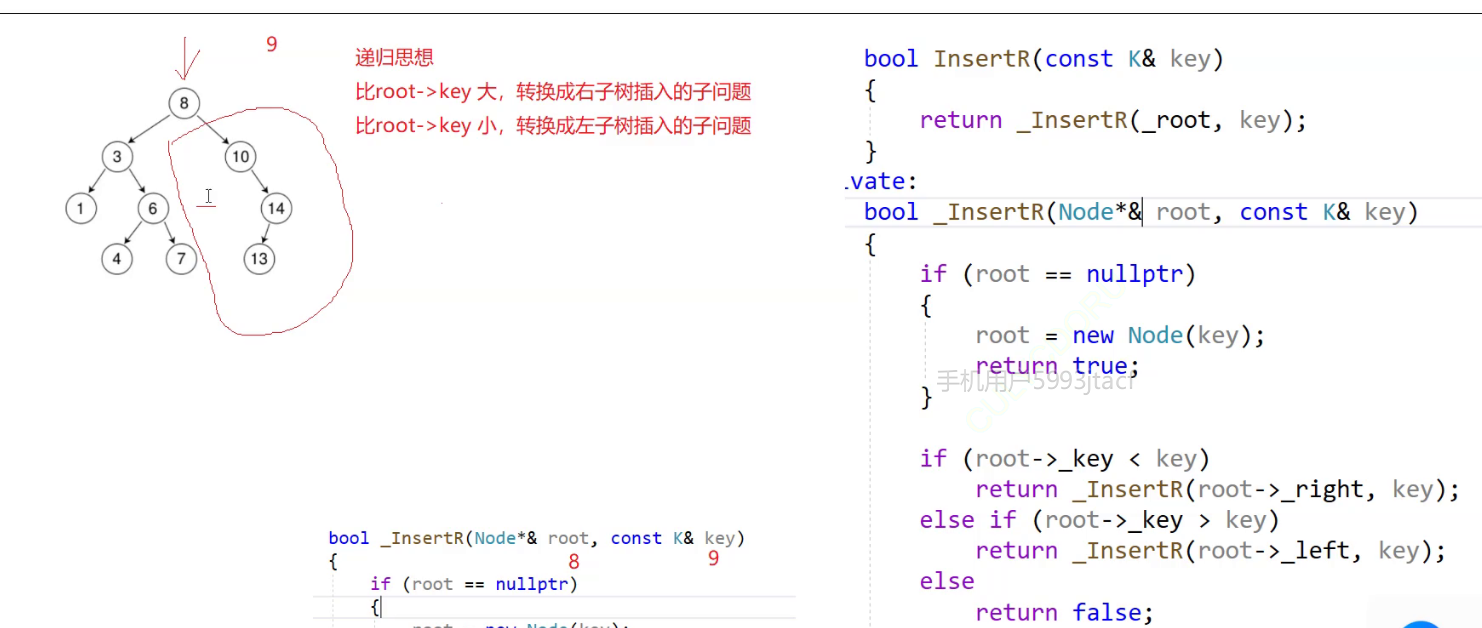 9
递归思想
比root->key 大，转换成右子树插入的子问题
比root->key 小，转换成左子树插入的子问题
8
3
10
1
6
14
4
7
13
bool _InsertR(Node*& root, const K& key)
8
9
{
if (root == nullptr)
{
root = new Node(key);
bool InsertR(const K& key)
{
return _InsertR(_root, key);
}
vate:
bool _InsertR(Node*& root, const K& key)
{
if (root == nullptr)
{
root = new Node(key);
return true;
手机用户5993jtacf
}
if (root->_key < key)
return _InsertR(root->_right, key);
else if (root->_key > key)
return _InsertR(root->_left, key);
else
return false;